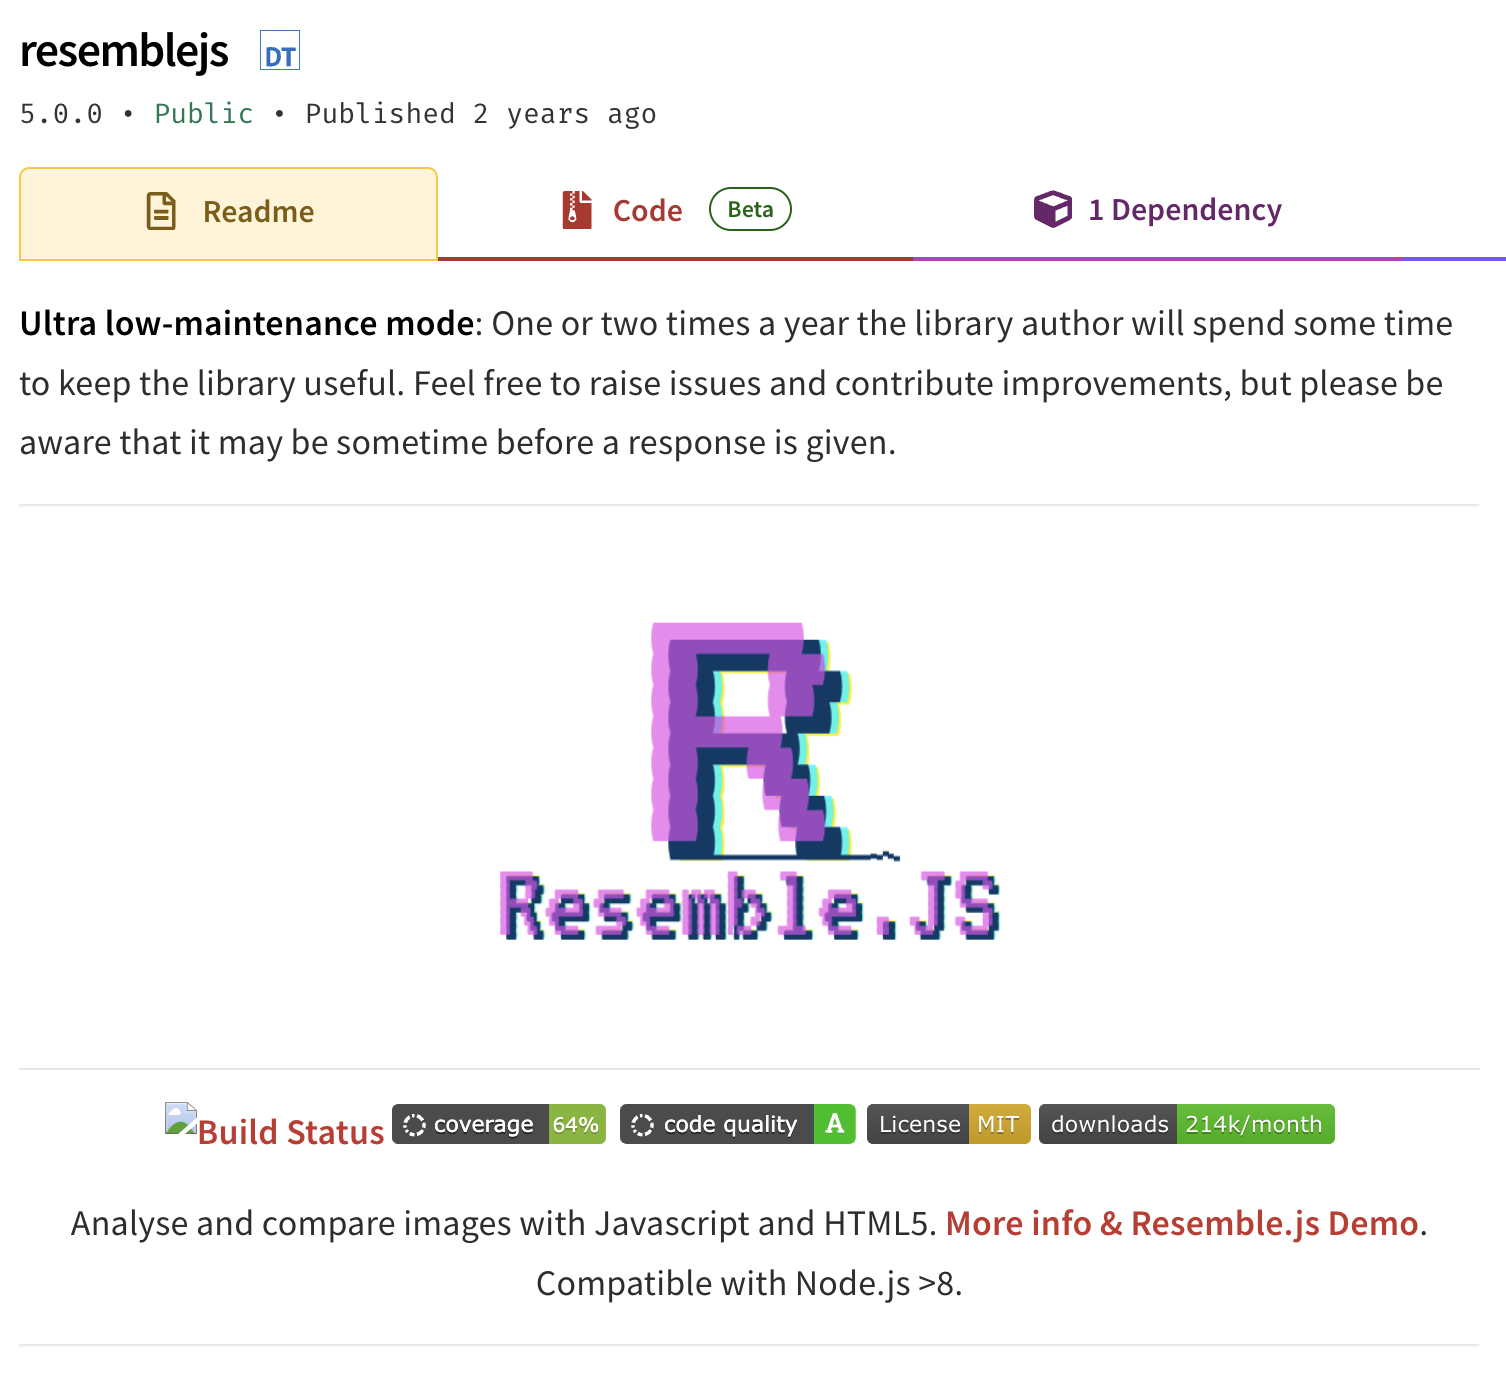 resemblejs DT
5.0.0 • Public • Published 2 years ago
Readme
Code Beta
1 Dependency
Ultra low-maintenance mode: One or two times a year the library author will spend some time
to keep the library useful. Feel free to raise issues and contribute improvements, but please be
aware that it may be sometime before a response is given.
R
Resemble.JS
Build Status coverage 64% code quality A License MIT downloads 214k/month
Analyse and compare images with Javascript and HTML5. More info & Resemble.js Demo.
Compatible with Node.js >8.